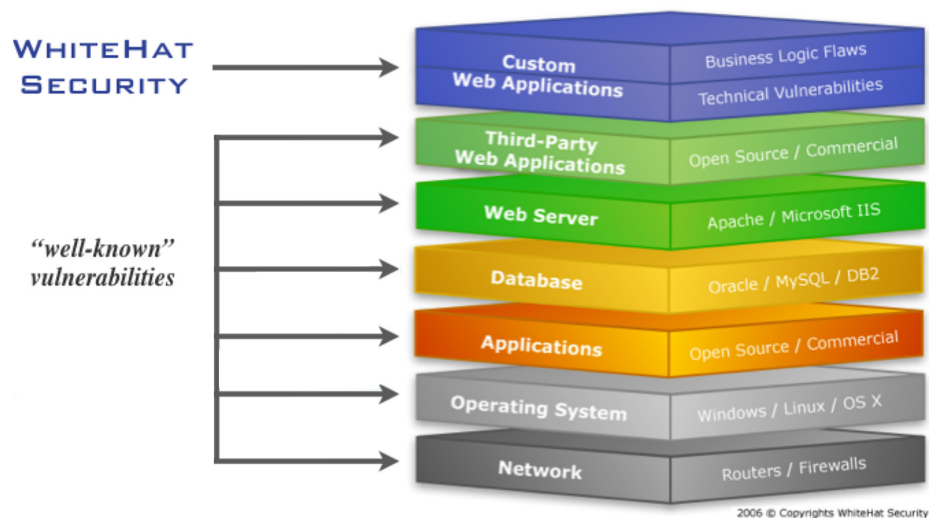 WHITEHAT
SECURITY
Custom
Web Applications
Business Logic Flaws
Technical Vulnerabilities
Third-Party
Web Applications
Open Source / Commercial
Web Server
Apache / Microsoft IIS
“well-known”
vulnerabilities
Database
Oracle / MySQL / DB2
Applications
Open Source / Commercial
Operating System
Windows / Linux / OS X
Network
Routers / Firewalls
2006 © Copyrights WhiteHat Security